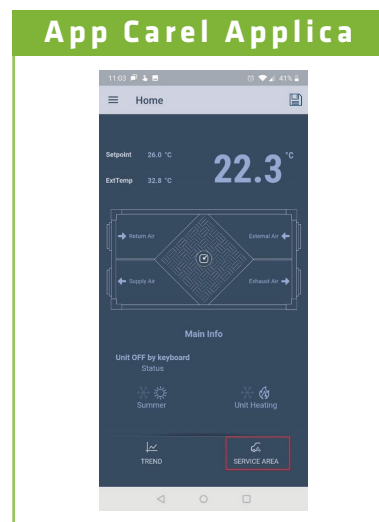 App Carel Applica
11:03
41%
Home
Setpoint 26.0 °C
22.3 °C
ExtTemp 32.8 °C
Return Air
External Air
Supply Air
Exhaust Air
Main Info
Unit OFF by keyboard
Status
Summer
Unit Heating
TREND
SERVICE AREA